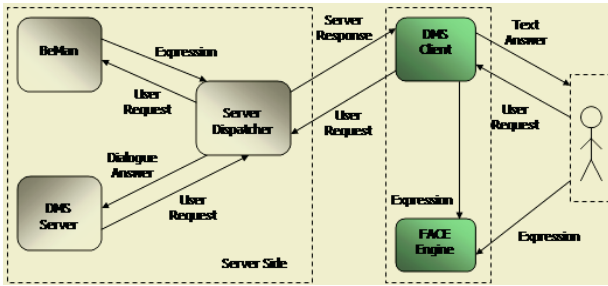 BeMan
Expression
User
Request
Server
Dispatcher
Dialogue
Answer
User
Request
DMS
Server
Server Side
Server
Response
User
Request
DMS
Client
Text
Answer
User
Request
Expression
FACE
Engine
Expression